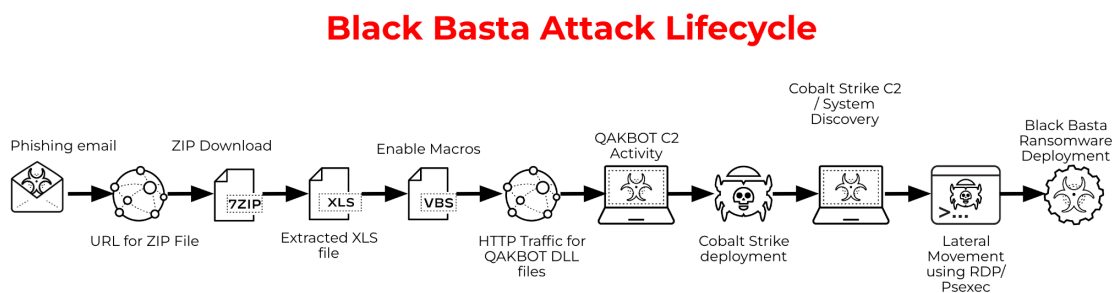 Black Basta Attack Lifecycle
Phishing email
URL for ZIP File
ZIP Download
7ZIP
XLS
Extracted XLS
file
Enable Macros
VBS
HTTP Traffic for
QAKBOT DLL
files
QAKBOT C2
Activity
Cobalt Strike
deployment
Cobalt Strike C2
/ System
Discovery
>...
Lateral
Movement
using RDP/
Psexec
Black Basta
Ransomware
Deployment